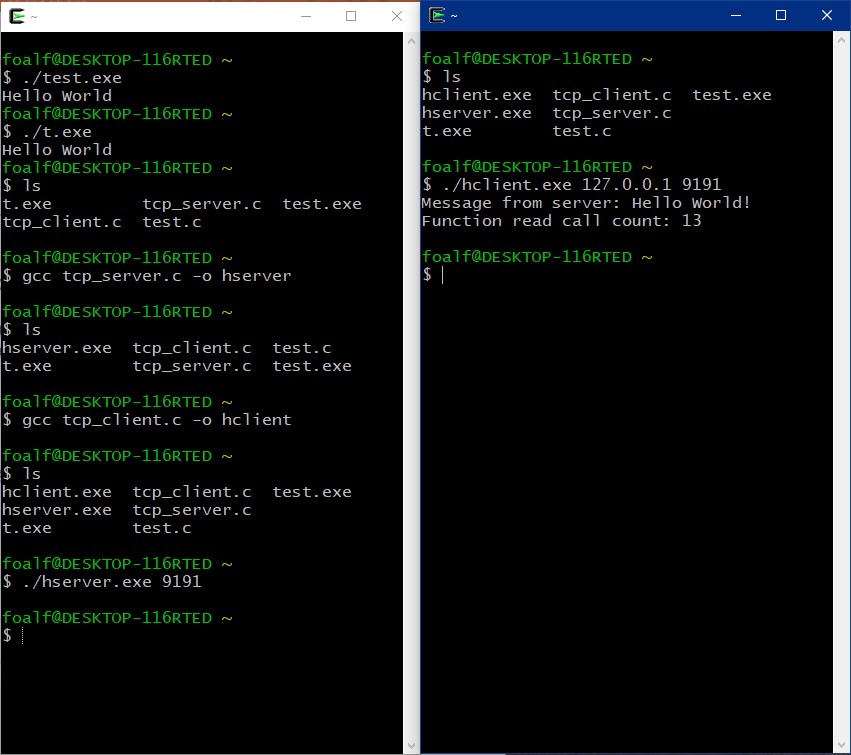 ~
foalf@DESKTOP-116RTED ~
$ ./test.exe
Hello World
foalf@DESKTOP-116RTED ~
$ ./t.exe
Hello World
foalf@DESKTOP-116RTED ~
$ ls
t.exe         tcp_server.c  test.exe
tcp_client.c  test.c
foalf@DESKTOP-116RTED ~
$ gcc tcp_server.c -o hserver
foalf@DESKTOP-116RTED ~
$ ls
hserver.exe  tcp_client.c  test.c
t.exe        tcp_server.c  test.exe
foalf@DESKTOP-116RTED ~
$ gcc tcp_client.c -o hclient
foalf@DESKTOP-116RTED ~
$ ls
hclient.exe  tcp_client.c  test.exe
hserver.exe  tcp_server.c
t.exe        test.c
foalf@DESKTOP-116RTED ~
$ ./hserver.exe 9191
foalf@DESKTOP-116RTED ~
$
~
foalf@DESKTOP-116RTED ~
$ ls
hclient.exe  tcp_client.c  test.exe
hserver.exe  tcp_server.c
t.exe        test.c
foalf@DESKTOP-116RTED ~
$ ./hclient.exe 127.0.0.1 9191
Message from server: Hello World!
Function read call count: 13
foalf@DESKTOP-116RTED ~
$